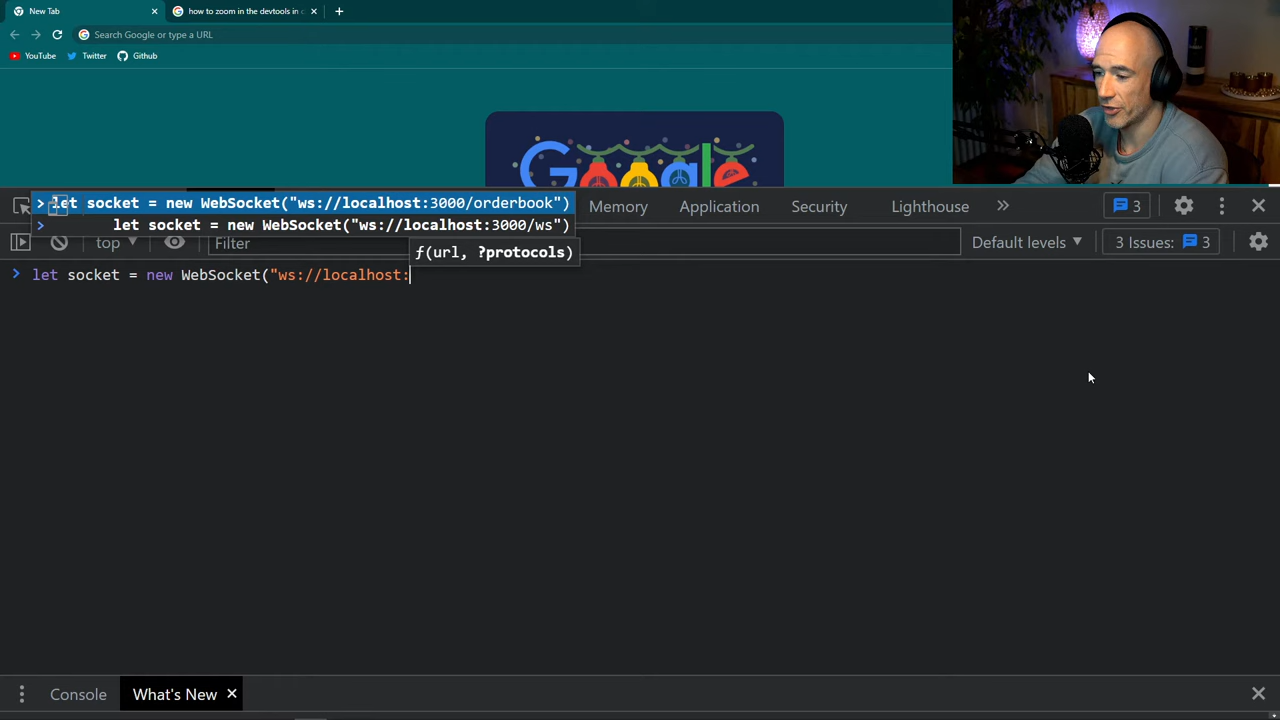 New Tab
how to zoom in the devtools in c
Search Google or type a URL
YouTube
Twitter
Github
Google
> let socket = new WebSocket("ws://localhost:3000/orderbook")
> let socket = new WebSocket("ws://localhost:3000/ws")
Memory
Application
Performance
Security
Lighthouse
»
3
top ▼
Filter
ƒ(url, ?protocols)
Default levels ▼
3 Issues: 3
> let socket = new WebSocket("ws://localhost:
Console
What's New